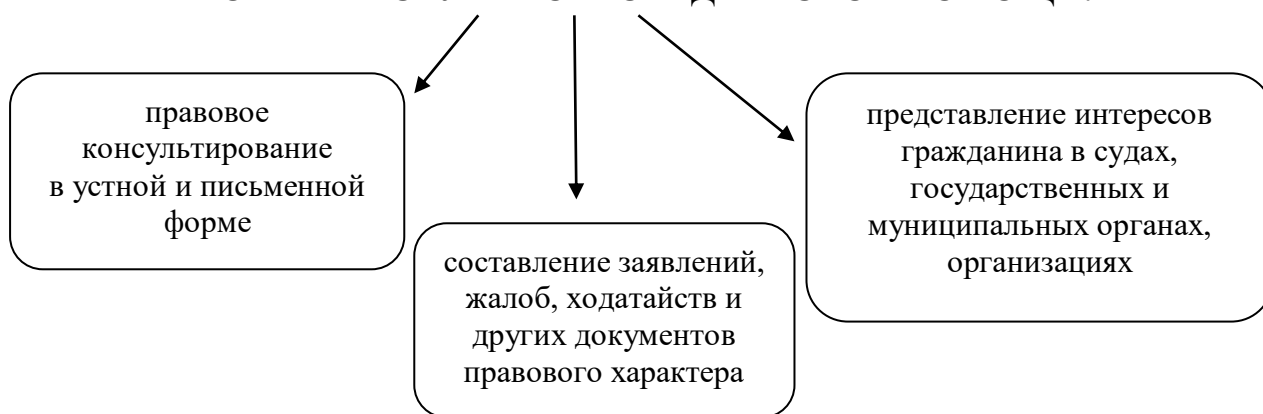 правовое
консультирование
в устной и письменной
форме
составление заявлений,
жалоб, ходатайств и
других документов
правового характера
представление интересов
гражданина в судах,
государственных и
муниципальных органах,
организациях